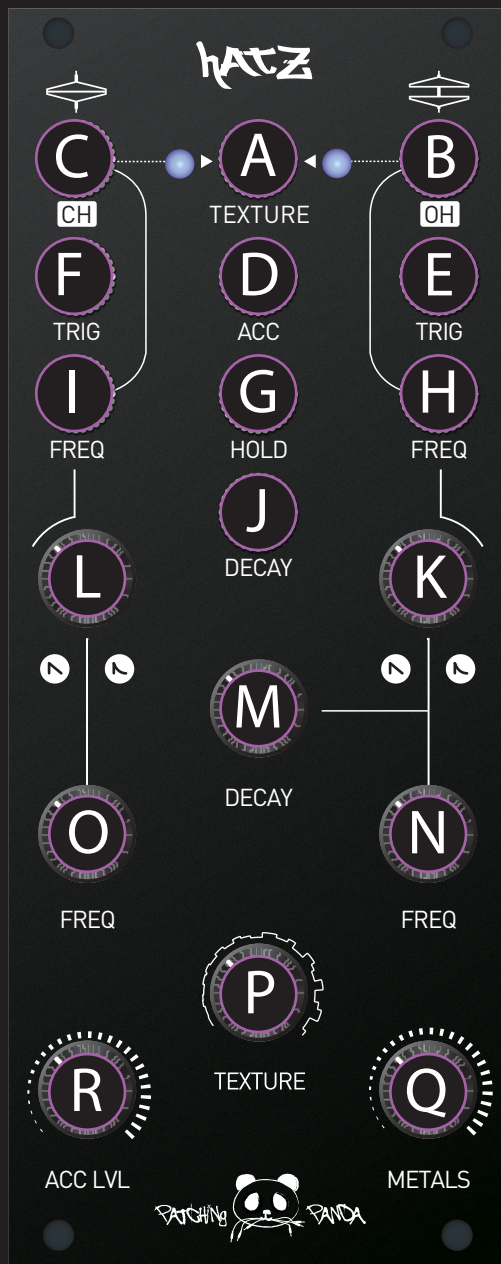 hATZ
C A B
CH TEXTURE OH
F D E
TRIG ACC TRIG
I G H
FREQ HOLD FREQ
J
DECAY
L K
M
DECAY
O N
FREQ FREQ
P
TEXTURE
R Q
ACC LVL METALS
PATCHING PANDA